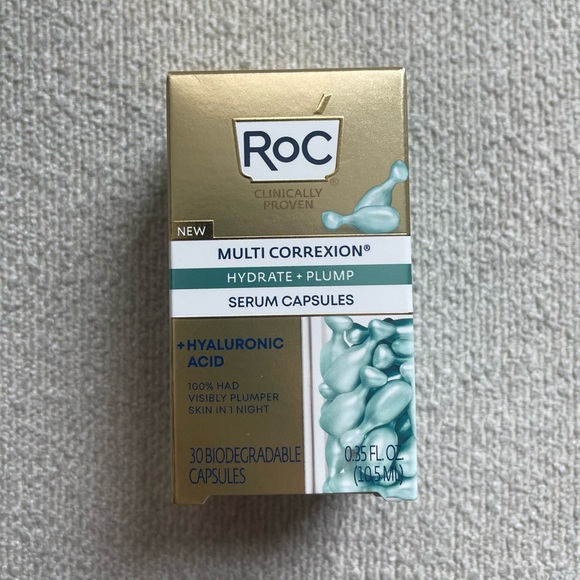 RoC
CLINICALLY
PROVEN
NEW
MULTI CORREXION®
HYDRATE + PLUMP
SERUM CAPSULES
+HYALURONIC
ACID
100% HAD
VISIBLY PLUMPER
SKIN IN 1 NIGHT
30 BIODEGRADABLE
CAPSULES
0.35 FL. OZ.
(10.5 ML)